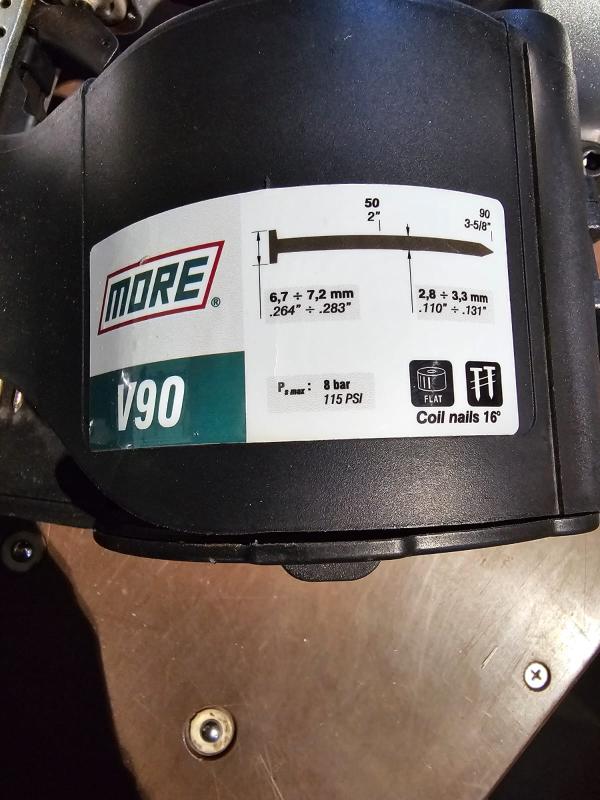 50
2"
90
3-5/8"
MORE®
6,7 ÷ 7,2 mm
.264" ÷ .283"
2,8 ÷ 3,3 mm
.110" ÷ .131"
V90
Ps max : 8 bar
115 PSI
FLAT
Coil nails 16°